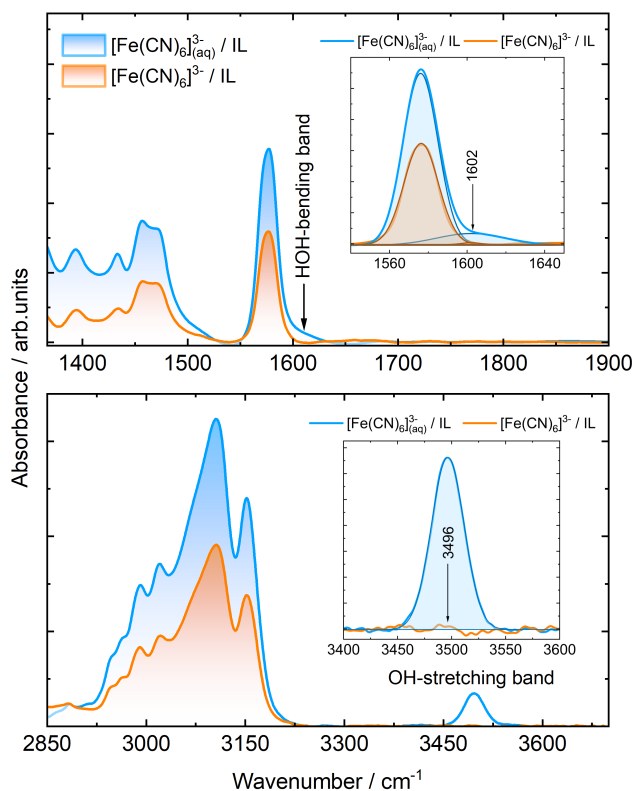 [Fe(CN)₆]³⁻(aq) / IL
[Fe(CN)₆]³⁻ / IL
[Fe(CN)₆]³⁻(aq) / IL
[Fe(CN)₆]³⁻ / IL
1602
1560
1600
1640
HOH-bending band
1400
1500
1600
1700
1800
1900
Absorbance / arb.units
[Fe(CN)₆]³⁻(aq) / IL
[Fe(CN)₆]³⁻ / IL
3496
3400
3450
3500
3550
3600
OH-stretching band
2850
3000
3150
3300
3450
3600
Wavenumber / cm⁻¹